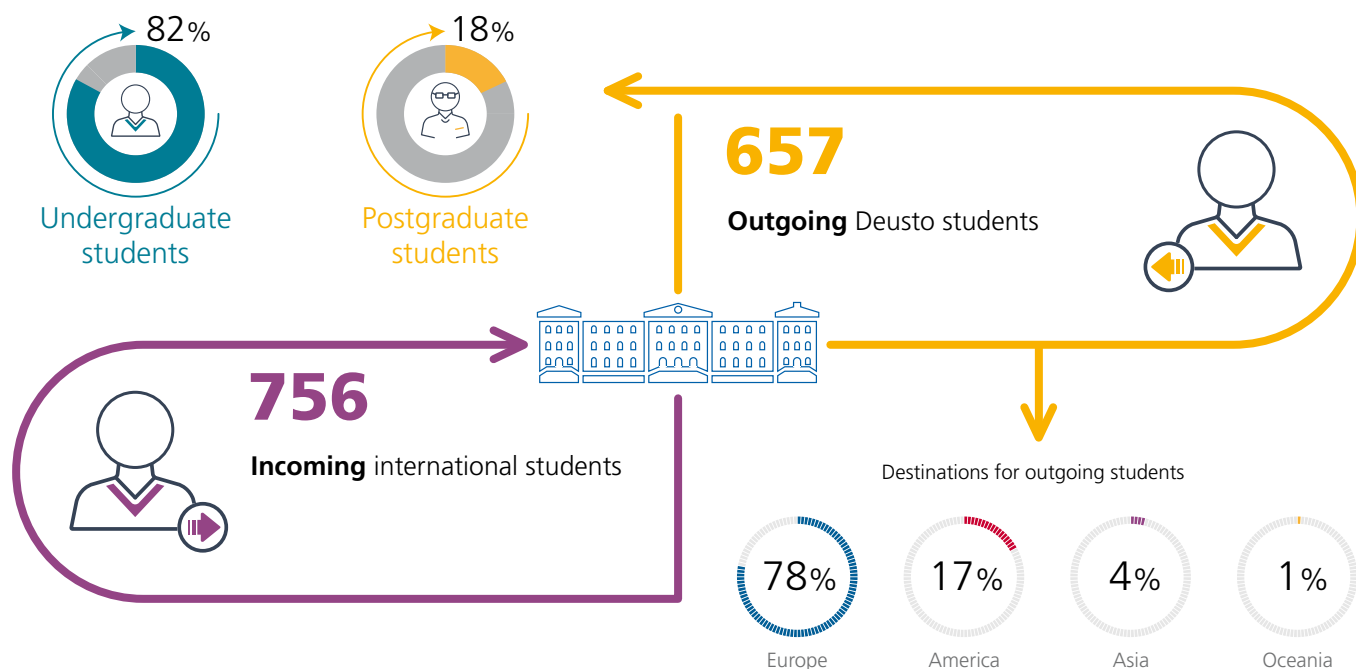 82%
Undergraduate
students
18%
Postgraduate
students
657
Outgoing Deusto students
756
Incoming international students
Destinations for outgoing students
78%
Europe
17%
America
4%
Asia
1%
Oceania